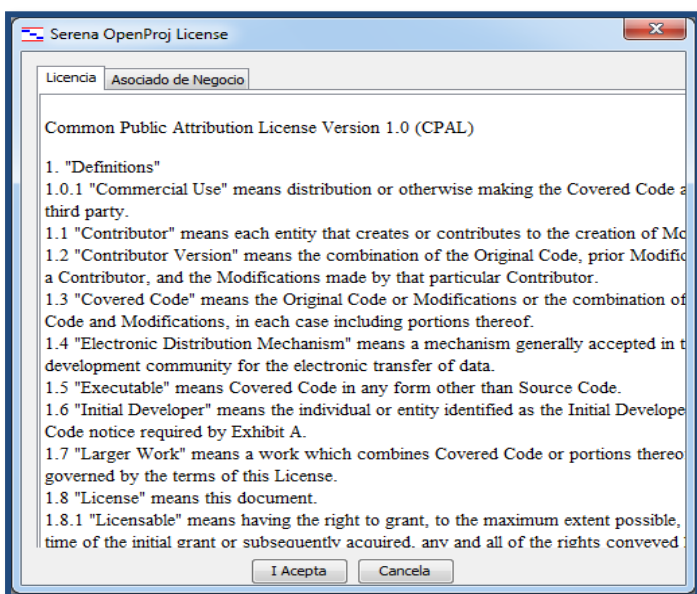 Serena OpenProj License
Licencia Asociado de Negocio
Common Public Attribution License Version 1.0 (CPAL)
1. "Definitions"
1.0.1 "Commercial Use" means distribution or otherwise making the Covered Code a
third party.
1.1 "Contributor" means each entity that creates or contributes to the creation of Mo
1.2 "Contributor Version" means the combination of the Original Code, prior Modific
a Contributor, and the Modifications made by that particular Contributor.
1.3 "Covered Code" means the Original Code or Modifications or the combination of
Code and Modifications, in each case including portions thereof.
1.4 "Electronic Distribution Mechanism" means a mechanism generally accepted in t
development community for the electronic transfer of data.
1.5 "Executable" means Covered Code in any form other than Source Code.
1.6 "Initial Developer" means the individual or entity identified as the Initial Develope
Code notice required by Exhibit A.
1.7 "Larger Work" means a work which combines Covered Code or portions thereo
governed by the terms of this License.
1.8 "License" means this document.
1.8.1 "Licensable" means having the right to grant, to the maximum extent possible,
time of the initial grant or subsequently acquired, any and all of the rights conveyed
I Acepta Cancela